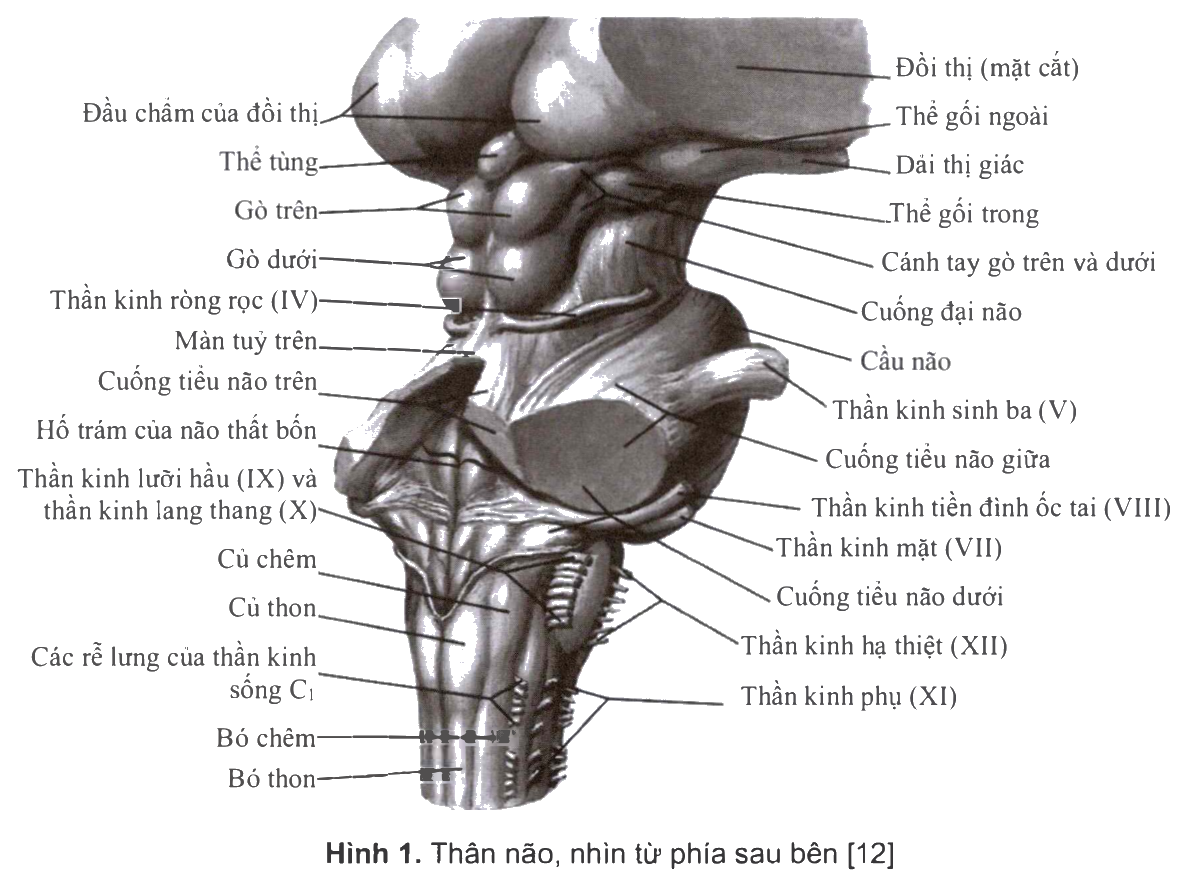 Đầu chẩm của đồi thị
Thể tùng
Gò trên
Gò dưới
Thần kinh ròng rọc (IV)
Màn tuỷ trên
Cuống tiểu não trên
Hố trám của não thất bốn
Thần kinh lưỡi hầu (IX) và
thần kinh lang thang (X)
Củ chêm
Củ thon
Các rễ lưng của thần kinh
sống C₁
Bó chêm
Bó thon
Đồi thị (mặt cắt)
Thể gối ngoài
Dải thị giác
Thể gối trong
Cánh tay gò trên và dưới
Cuống đại não
Cầu não
Thần kinh sinh ba (V)
Cuống tiểu não giữa
Thần kinh tiền đình ốc tai (VIII)
Thần kinh mặt (VII)
Cuống tiểu não dưới
Thần kinh hạ thiệt (XII)
Thần kinh phụ (XI)
Hình 1. Thân não, nhìn từ phía sau bên [12]